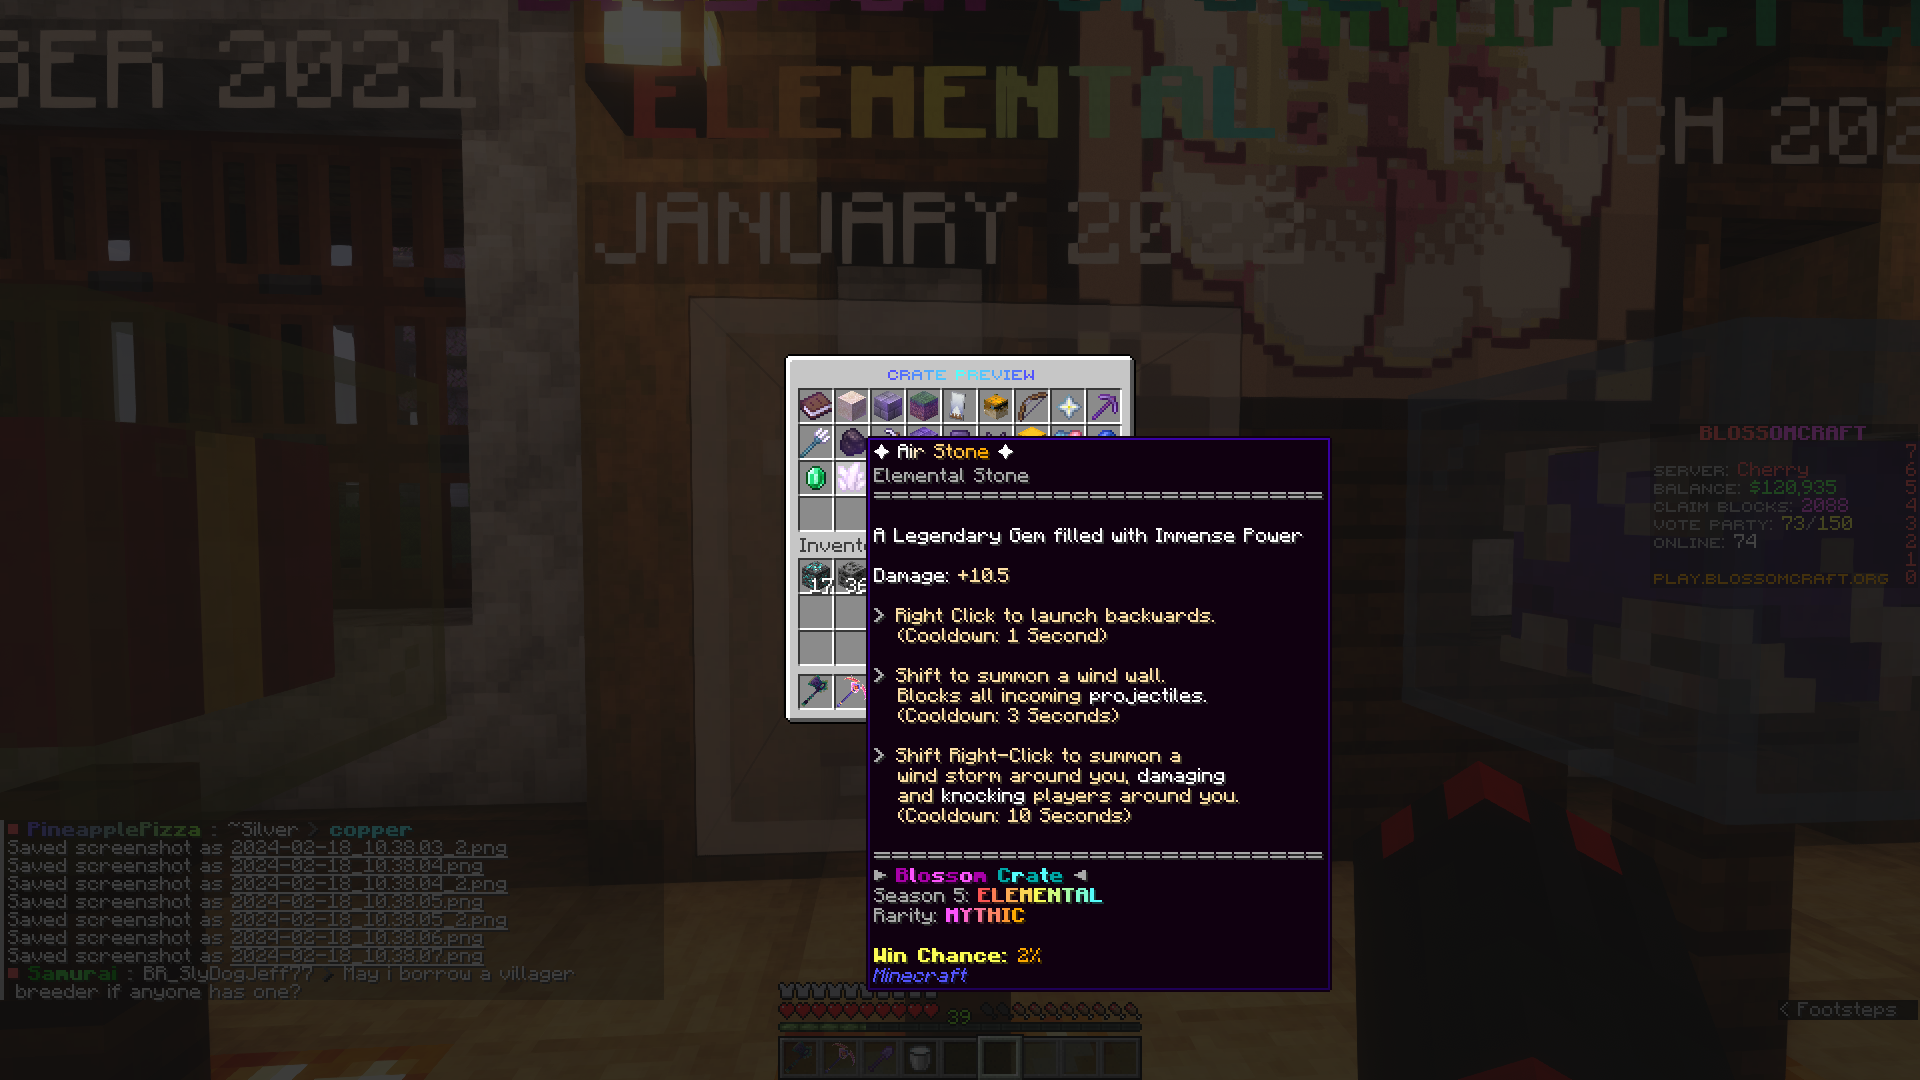 BLOSSOM CRATE
ARTIFACT
BER 2021
ELEMENTAL
MARCH 202
JANUARY 2023
CRATE PREVIEW
Invent
17
36
✦ Air Stone ✦
Elemental Stone
A Legendary Gem filled with Immense Power
Damage: +10.5
> Right Click to launch backwards.
(Cooldown: 1 Second)
> Shift to summon a wind wall.
Blocks all incoming projectiles.
(Cooldown: 3 Seconds)
> Shift Right-Click to summon a
wind storm around you, damaging
and knocking players around you.
(Cooldown: 10 Seconds)
▶ Blossom Crate ◀
Season 5: ELEMENTAL
Rarity: MYTHIC
Win Chance: 2%
Minecraft
BLOSSOMCRAFT
7
SERVER: Cherry 6
BALANCE: $120,935 5
CLAIM BLOCKS: 2088 4
VOTE PARTY: 73/150 3
ONLINE: 74 2
1
PLAY.BLOSSOMCRAFT.ORG 0
PineapplePizza : ~Silver > copper
Saved screenshot as 2024-02-18_10.38.03_2.png
Saved screenshot as 2024-02-18_10.38.04.png
Saved screenshot as 2024-02-18_10.38.04_2.png
Saved screenshot as 2024-02-18_10.38.05.png
Saved screenshot as 2024-02-18_10.38.05_2.png
Saved screenshot as 2024-02-18_10.38.06.png
Saved screenshot as 2024-02-18_10.38.07.png
Samurai : BR_SlyDogJeff77 > May i borrow a villager
breeder if anyone has one?
39
< Footsteps